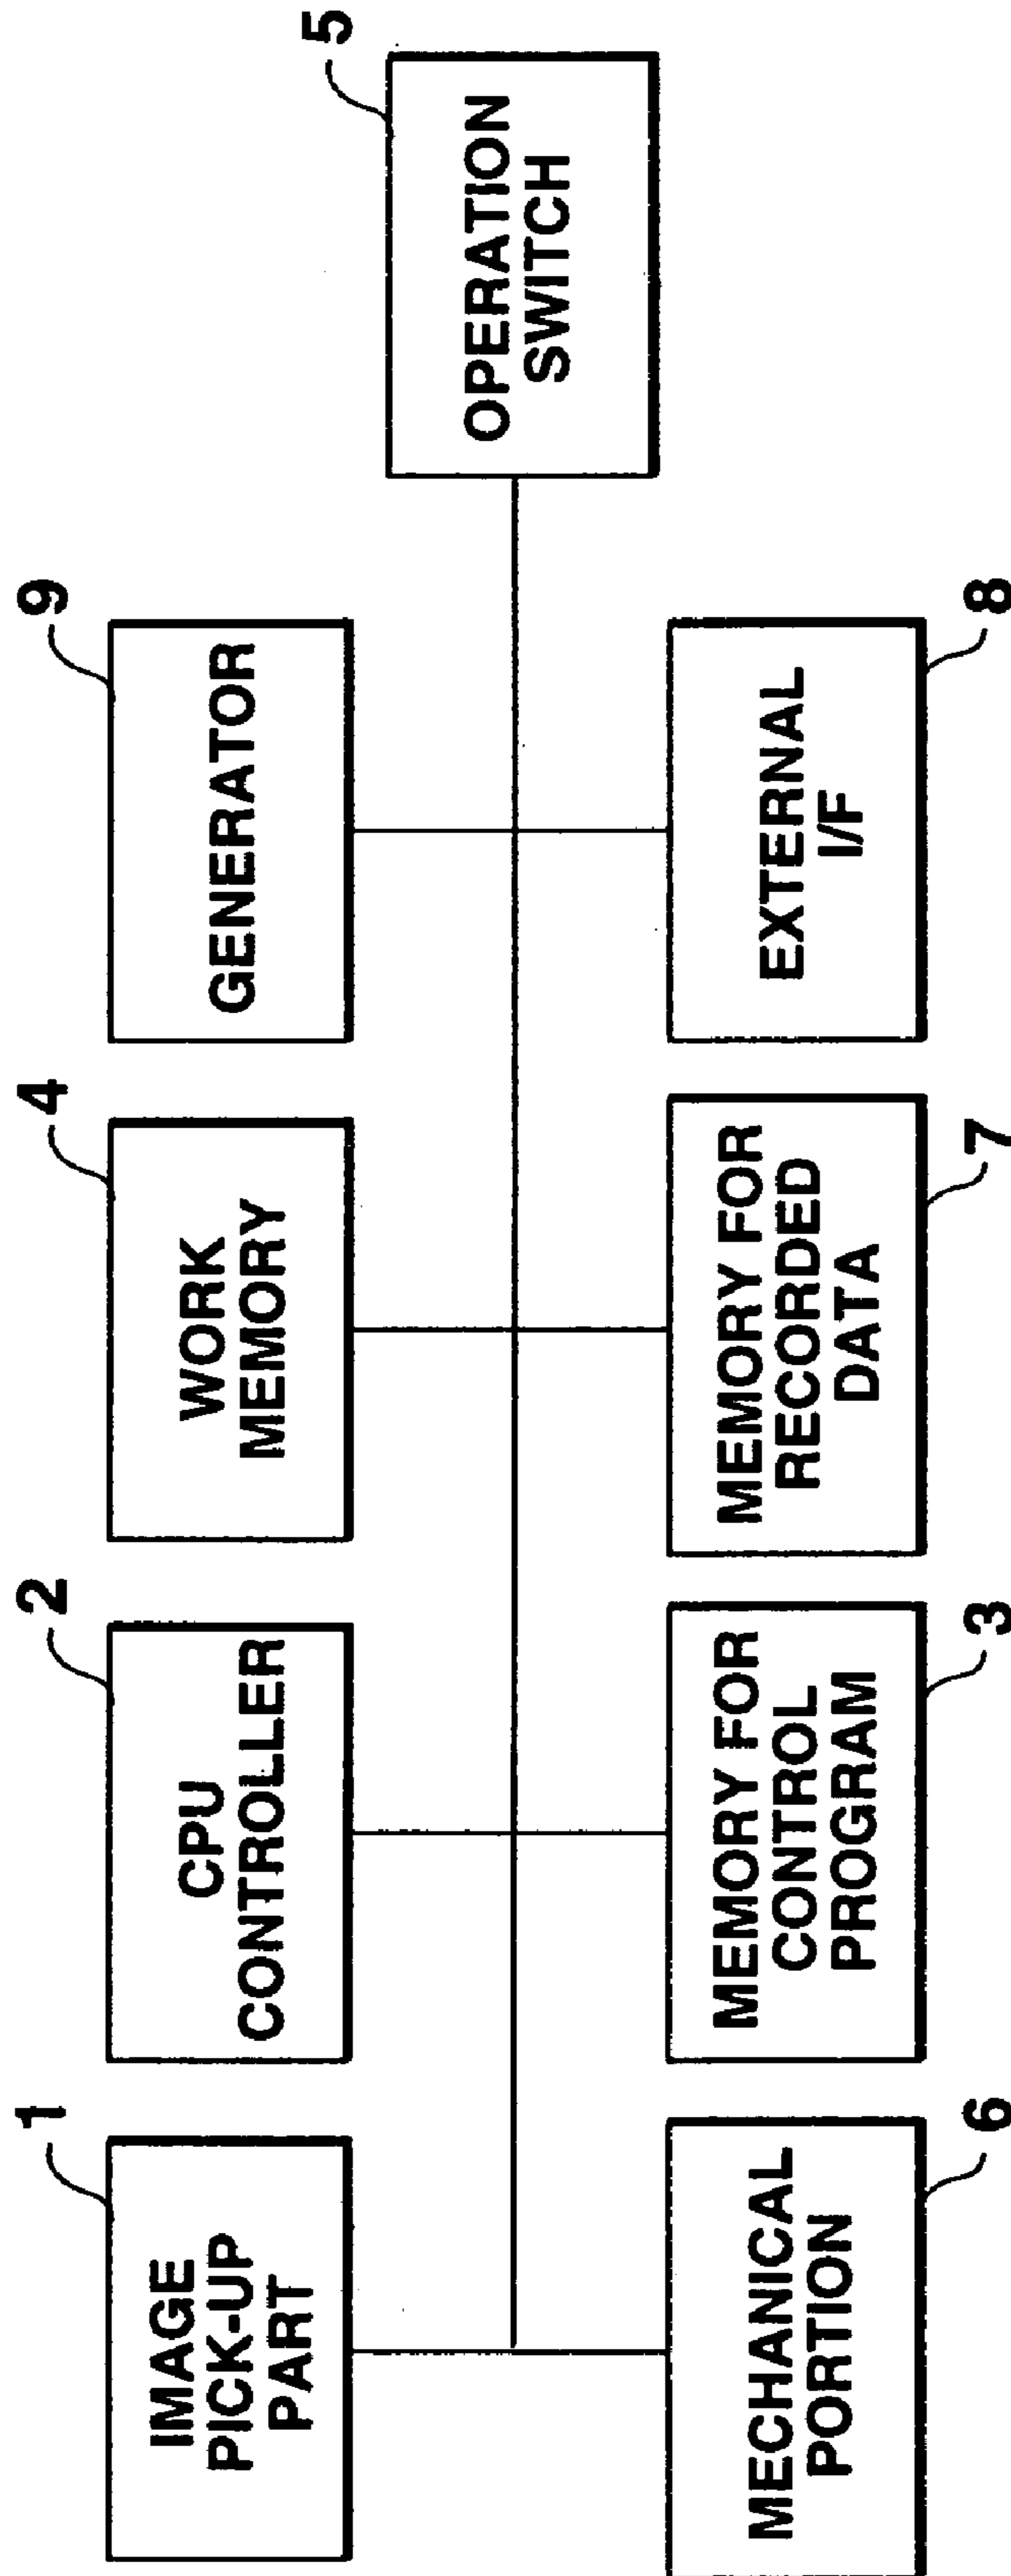 1
IMAGE
PICK-UP
PART
2
CPU
CONTROLLER
4
WORK
MEMORY
9
GENERATOR
5
OPERATION
SWITCH
MECHANICAL
PORTION
6
MEMORY FOR
CONTROL
PROGRAM
3
MEMORY FOR
RECORDED
DATA
7
EXTERNAL
I/F
8